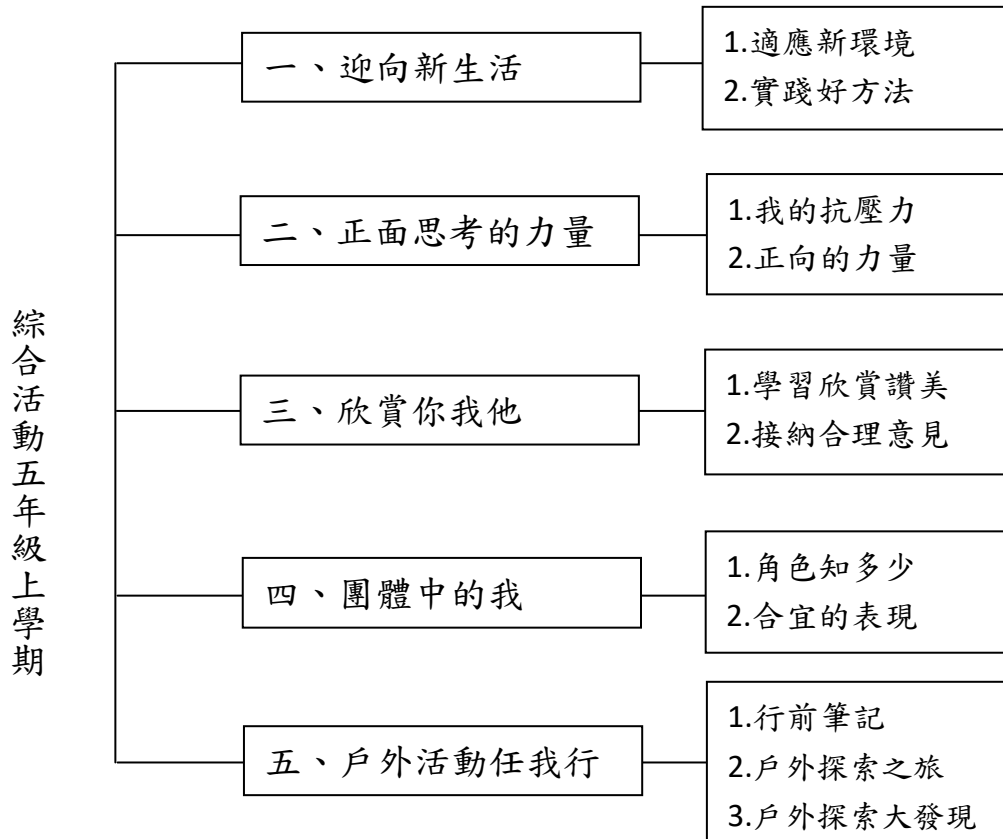 綜合活動五年級上學期
一、迎向新生活
1.適應新環境
2.實踐好方法
二、正面思考的力量
1.我的抗壓力
2.正向的力量
三、欣賞你我他
1.學習欣賞讚美
2.接納合理意見
四、團體中的我
1.角色知多少
2.合宜的表現
五、戶外活動任我行
1.行前筆記
2.戶外探索之旅
3.戶外探索大發現